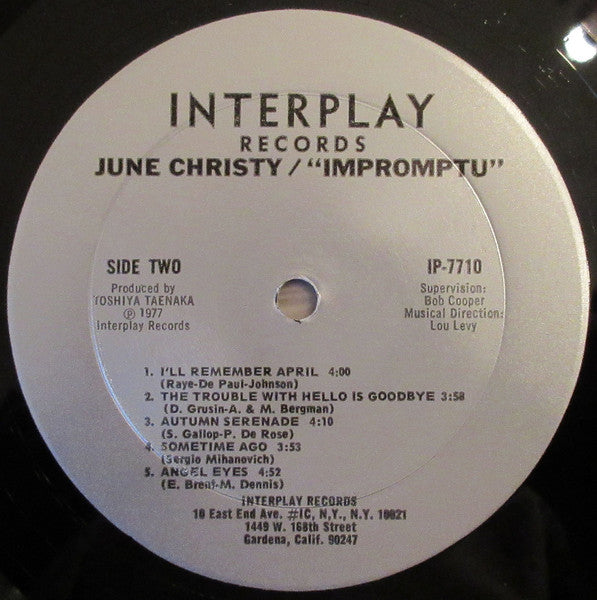 INTERPLAY
RECORDS
JUNE CHRISTY / "IMPROMPTU"
SIDE TWO
IP-7710
Produced by
TOSHIYA TAENAKA
℗ 1977
Interplay Records
Supervision:
Bob Cooper
Musical Direction:
Lou Levy
1. I'LL REMEMBER APRIL 4:00
(Raye-De Paul-Johnson)
2. THE TROUBLE WITH HELLO IS GOODBYE 3:58
(D. Grusin-A. & M. Bergman)
3. AUTUMN SERENADE 4:10
(S. Gallop-P. De Rose)
4. SOMETIME AGO 3:53
(Sergio Mihanovich)
5. ANGEL EYES 4:52
(E. Brent-M. Dennis)
INTERPLAY RECORDS
10 East End Ave. #IC, N,Y., N.Y. 10021
1449 W. 168th Street
Gardena, Calif. 90247